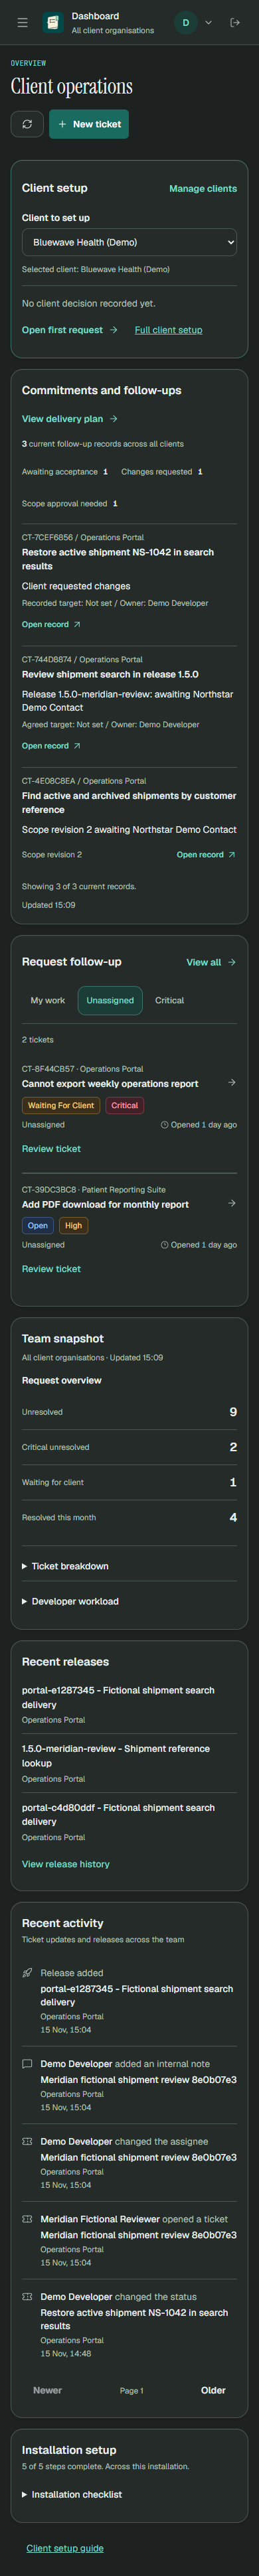 Dashboard
All client organisations
D
OVERVIEW
Client operations
New ticket
Client setup
Manage clients
Client to set up
Bluewave Health (Demo)
Selected client: Bluewave Health (Demo)
No client decision recorded yet.
Open first request
Full client setup
Commitments and follow-ups
View delivery plan
3 current follow-up records across all clients
Awaiting acceptance 1
Changes requested 1
Scope approval needed 1
CT-7CEF6856 / Operations Portal
Restore active shipment NS-1042 in search
results
Client requested changes
Recorded target: Not set / Owner: Demo Developer
Open record
CT-744D8874 / Operations Portal
Review shipment search in release 1.5.0
Release 1.5.0-meridian-review: awaiting Northstar
Demo Contact
Agreed target: Not set / Owner: Demo Developer
Open record
CT-4E08C8EA / Operations Portal
Find active and archived shipments by customer
reference
Scope revision 2 awaiting Northstar Demo Contact
Scope revision 2
Open record
Showing 3 of 3 current records.
Updated 15:09
Request follow-up
View all
My work
Unassigned
Critical
2 tickets
CT-8F44CB57 · Operations Portal
Cannot export weekly operations report
Waiting For Client
Critical
Unassigned
Opened 1 day ago
Review ticket
CT-39DC3BC8 · Patient Reporting Suite
Add PDF download for monthly report
Open
High
Unassigned
Opened 1 day ago
Review ticket
Team snapshot
All client organisations · Updated 15:09
Request overview
Unresolved 9
Critical unresolved 2
Waiting for client 1
Resolved this month 4
Ticket breakdown
Developer workload
Recent releases
portal-e1287345 - Fictional shipment search
delivery
Operations Portal
1.5.0-meridian-review - Shipment reference
lookup
Operations Portal
portal-c4d80ddf - Fictional shipment search
delivery
Operations Portal
View release history
Recent activity
Ticket updates and releases across the team
Release added
portal-e1287345 - Fictional shipment search
delivery
Operations Portal
15 Nov, 15:04
Demo Developer added an internal note
Meridian fictional shipment review 8e0b07e3
Operations Portal
15 Nov, 15:04
Demo Developer changed the assignee
Meridian fictional shipment review 8e0b07e3
Operations Portal
15 Nov, 15:04
Meridian Fictional Reviewer opened a ticket
Meridian fictional shipment review 8e0b07e3
Operations Portal
15 Nov, 15:04
Demo Developer changed the status
Restore active shipment NS-1042 in search
results
Operations Portal
15 Nov, 14:48
Newer
Page 1
Older
Installation setup
5 of 5 steps complete. Across this installation.
Installation checklist
Client setup guide